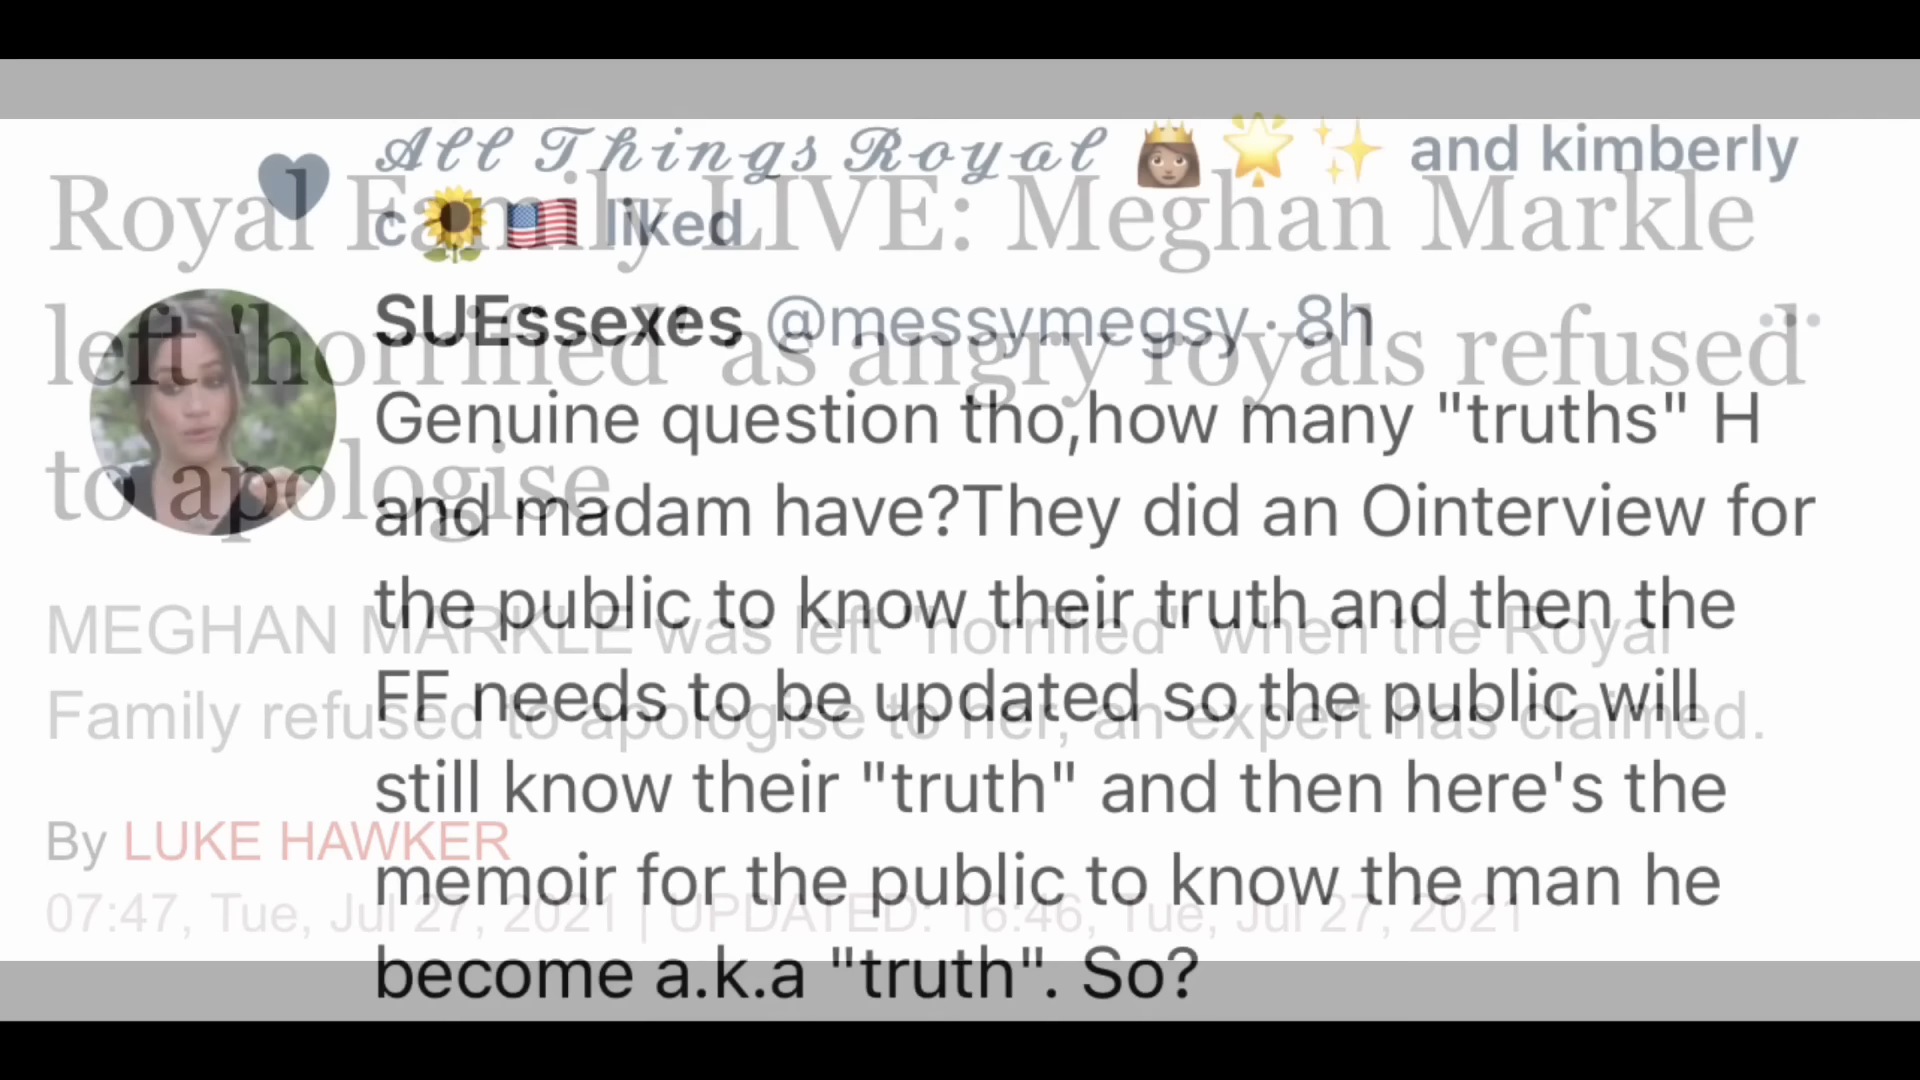 𝒜𝓁𝓁 𝒯𝒽𝒾𝓃𝑔𝓈 ℛℴ𝓎𝒶𝓁 👸🏽🌟✨ and kimberly
c🌻🇺🇸 liked
SUEssexes @messymegsy · 8h
Genuine question tho,how many "truths" H
and madam have?They did an Ointerview for
the public to know their truth and then the
FF needs to be updated so the public will
still know their "truth" and then here's the
memoir for the public to know the man he
become a.k.a "truth". So?
Royal Family LIVE: Meghan Markle
left 'horrified' as angry royals refused
to apologise
MEGHAN MARKLE was left "horrified" when the Royal
Family refused to apologise to her, an expert has claimed.
By LUKE HAWKER
07:47, Tue, Jul 27, 2021 | UPDATED: 16:46, Tue, Jul 27, 2021